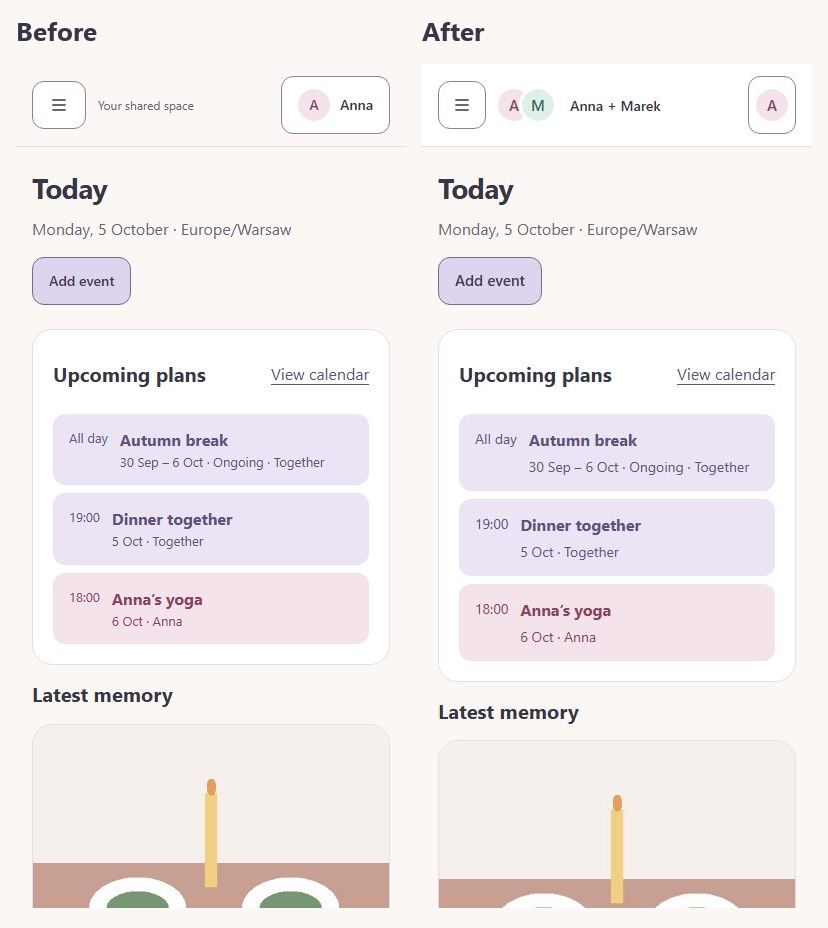 Before
Your shared space
A Anna
Today
Monday, 5 October · Europe/Warsaw
Add event
Upcoming plans View calendar
All day Autumn break
30 Sep – 6 Oct · Ongoing · Together
19:00 Dinner together
5 Oct · Together
18:00 Anna’s yoga
6 Oct · Anna
Latest memory
After
A M Anna + Marek
A
Today
Monday, 5 October · Europe/Warsaw
Add event
Upcoming plans View calendar
All day Autumn break
30 Sep – 6 Oct · Ongoing · Together
19:00 Dinner together
5 Oct · Together
18:00 Anna’s yoga
6 Oct · Anna
Latest memory